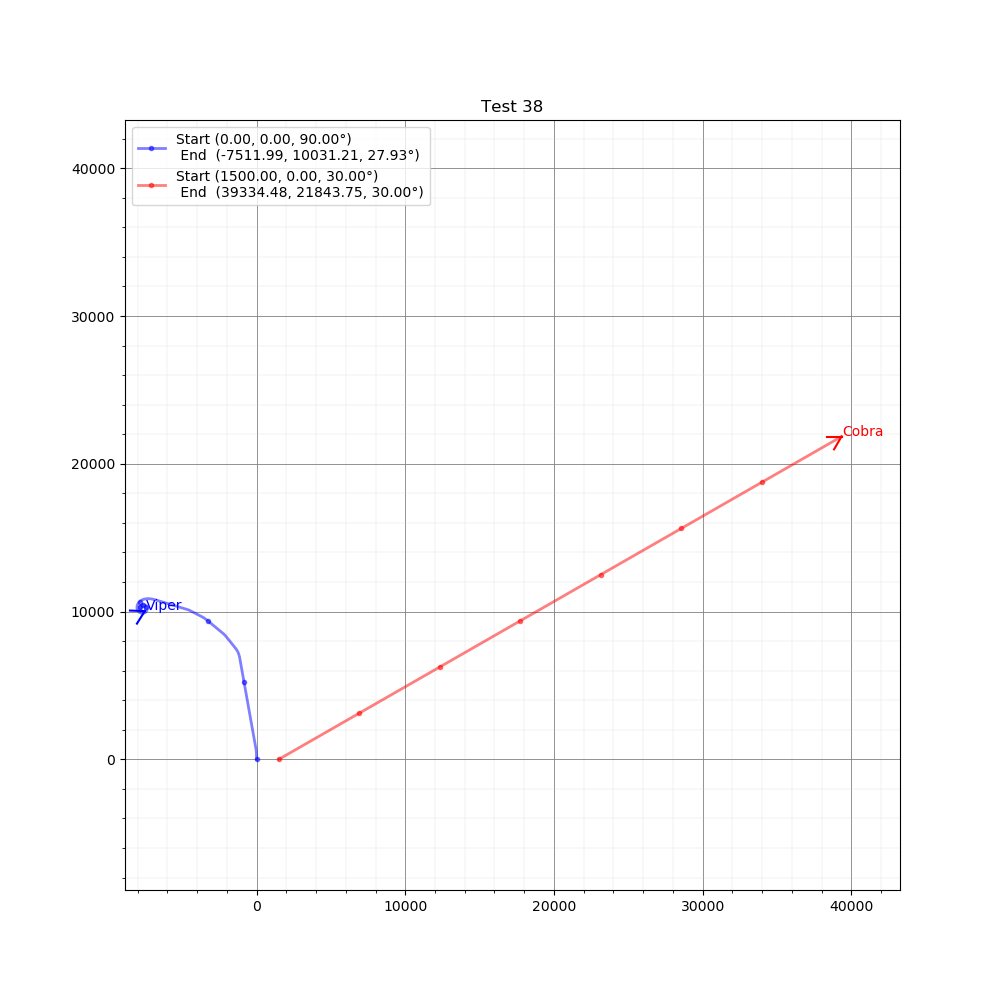 Test 38
Start (0.00, 0.00, 90.00°)
End (-7511.99, 10031.21, 27.93°)
Start (1500.00, 0.00, 30.00°)
End (39334.48, 21843.75, 30.00°)
40000
30000
20000
10000
0
Cobra
Viper
0
10000
20000
30000
40000